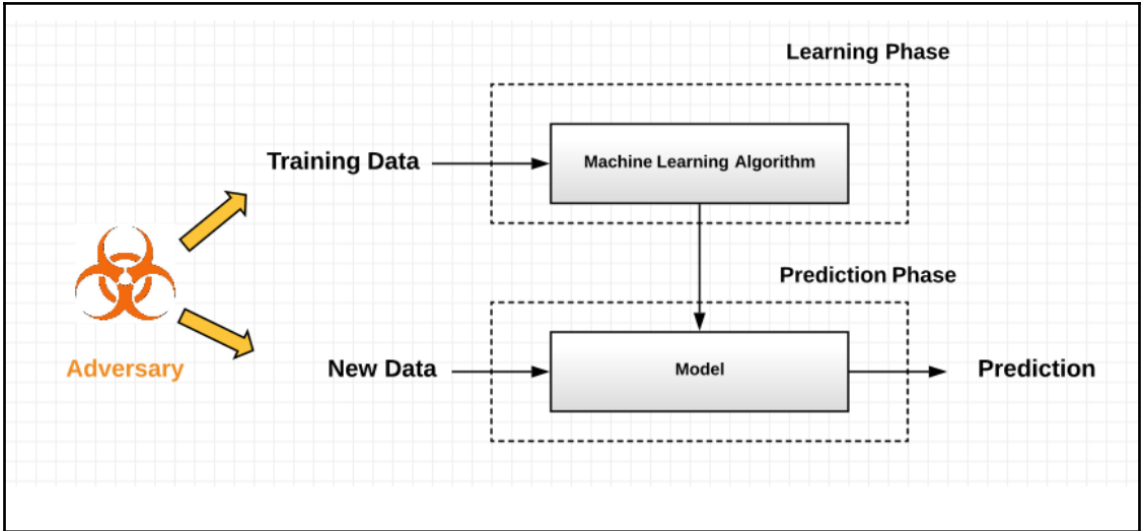 Learning Phase
Training Data
Machine Learning Algorithm
Adversary
Prediction Phase
New Data
Model
Prediction